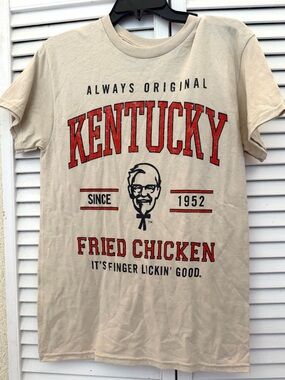 ALWAYS ORIGINAL
KENTUCKY
SINCE 1952
FRIED CHICKEN
IT'S FINGER LICKIN' GOOD.